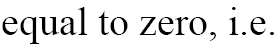 equal to zero, i.e.